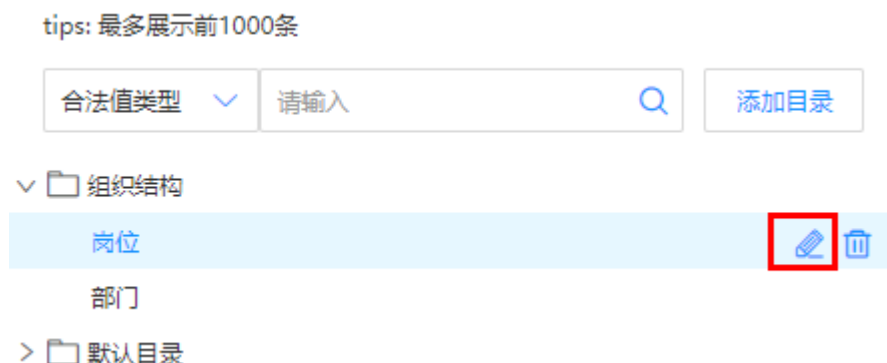 tips: 最多展示前1000条
合法值类型 请输入 添加目录
组织结构
岗位
部门
默认目录